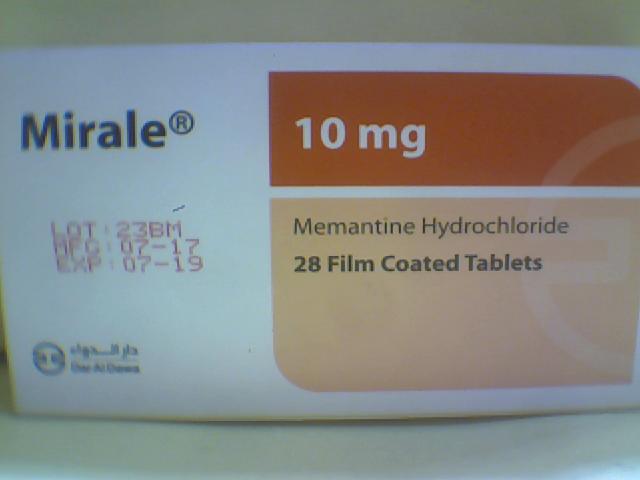 Mirale®
10 mg
Memantine Hydrochloride
28 Film Coated Tablets
LOT: 23BM
MFG: 07-17
EXP: 07-19
دار الدواء
Dar Al Dawa